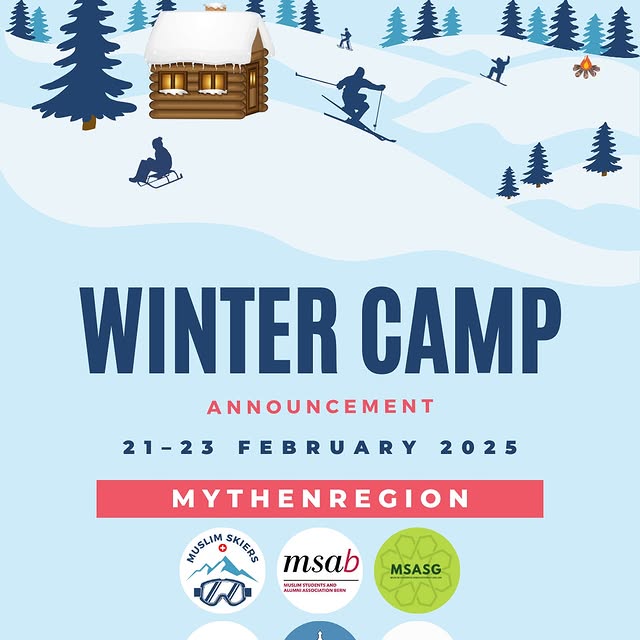 WINTER CAMP
ANNOUNCEMENT
21–23 FEBRUARY 2025
MYTHENREGION
MUSLIM SKIERS
msab
MUSLIM STUDENTS AND
ALUMNI ASSOCIATION BERN
MSASG